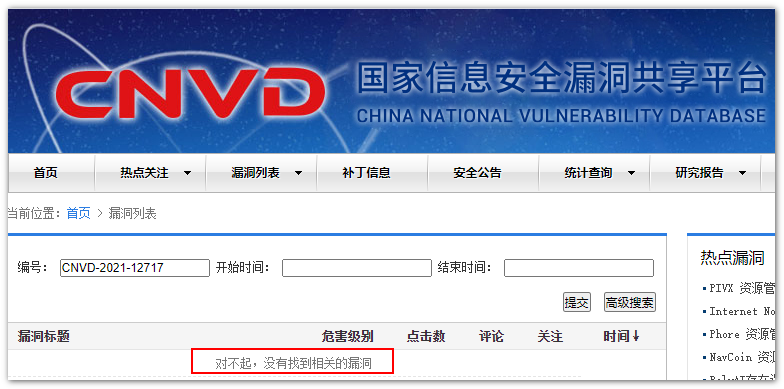 CNVD
国家信息安全漏洞共享平台
CHINA NATIONAL VULNERABILITY DATABASE
首页 热点关注 漏洞列表 补丁信息 安全公告 统计查询 研究报告
当前位置：首页 > 漏洞列表
编号： CNVD-2021-12717 开始时间： 结束时间：
提交 高级搜索
漏洞标题 危害级别 点击数 评论 关注 时间↓
对不起，没有找到相关的漏洞
热点漏洞
PIVX 资源管
Internet No
Phore 资源管
NavCoin 资源